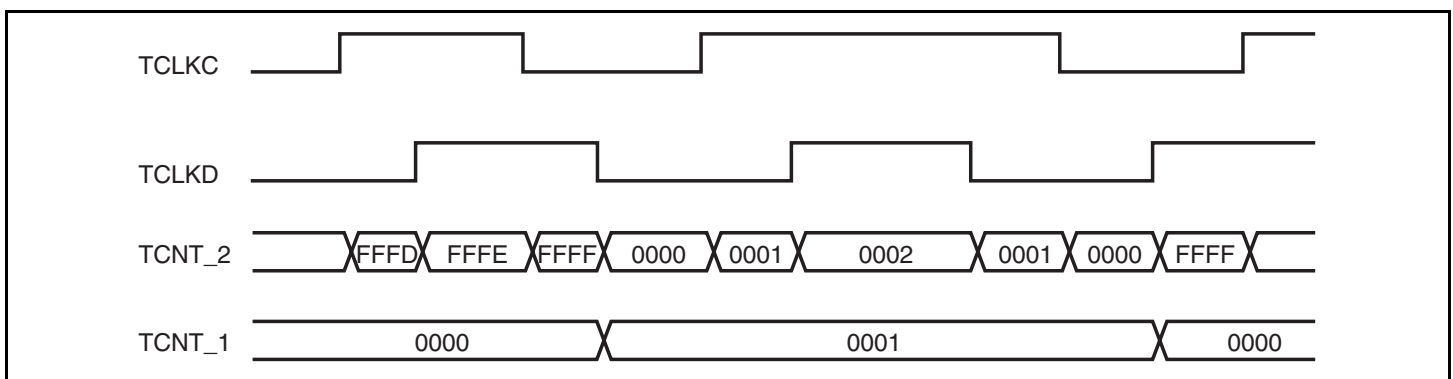 TCLKC
TCLKD
TCNT_2 FFFD FFFE FFFF 0000 0001 0002 0001 0000 FFFF
TCNT_1 0000 0001 0000